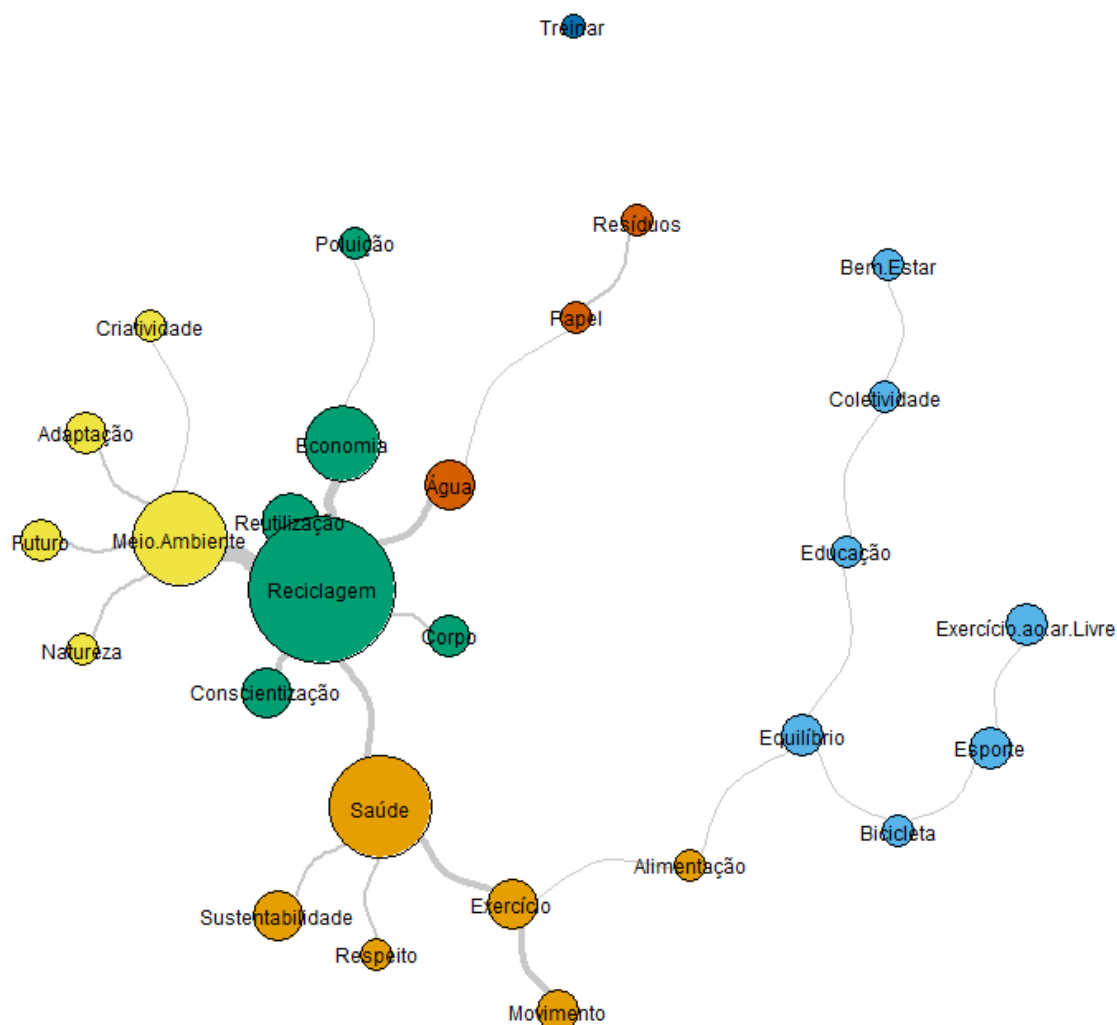 Treinar
Resíduos
Poluição
Bem.Estar
Papel
Criatividade
Coletividade
Adaptação
Economia
Água
Reutilização
Futuro
Meio.Ambiente
Educação
Reciclagem
Exercício.ao.ar.Livre
Corpo
Natureza
Conscientização
Equilíbrio
Esporte
Saúde
Bicicleta
Alimentação
Exercício
Sustentabilidade
Respeito
Movimento